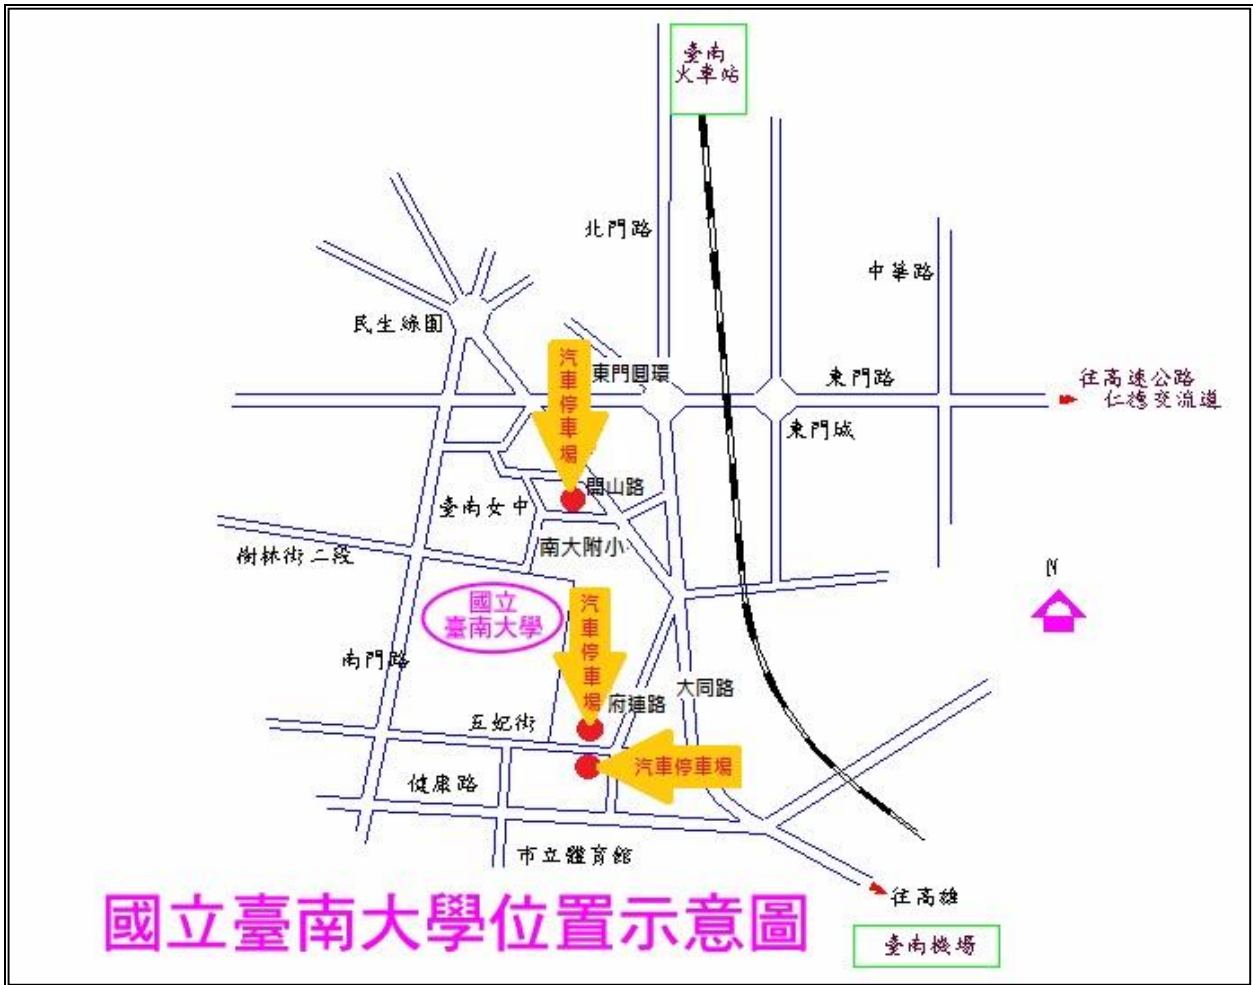 臺南
火車站
北門路
中華路
民生綠園
汽車停車場
東門圓環
東門路
往高速公路
仁德交流道
東門城
開山路
臺南女中
南大附小
樹林街二段
N
國立
臺南大學
汽車停車場
南門路
府連路
大同路
五妃街
汽車停車場
健康路
市立體育館
往高雄
國立臺南大學位置示意圖
臺南機場